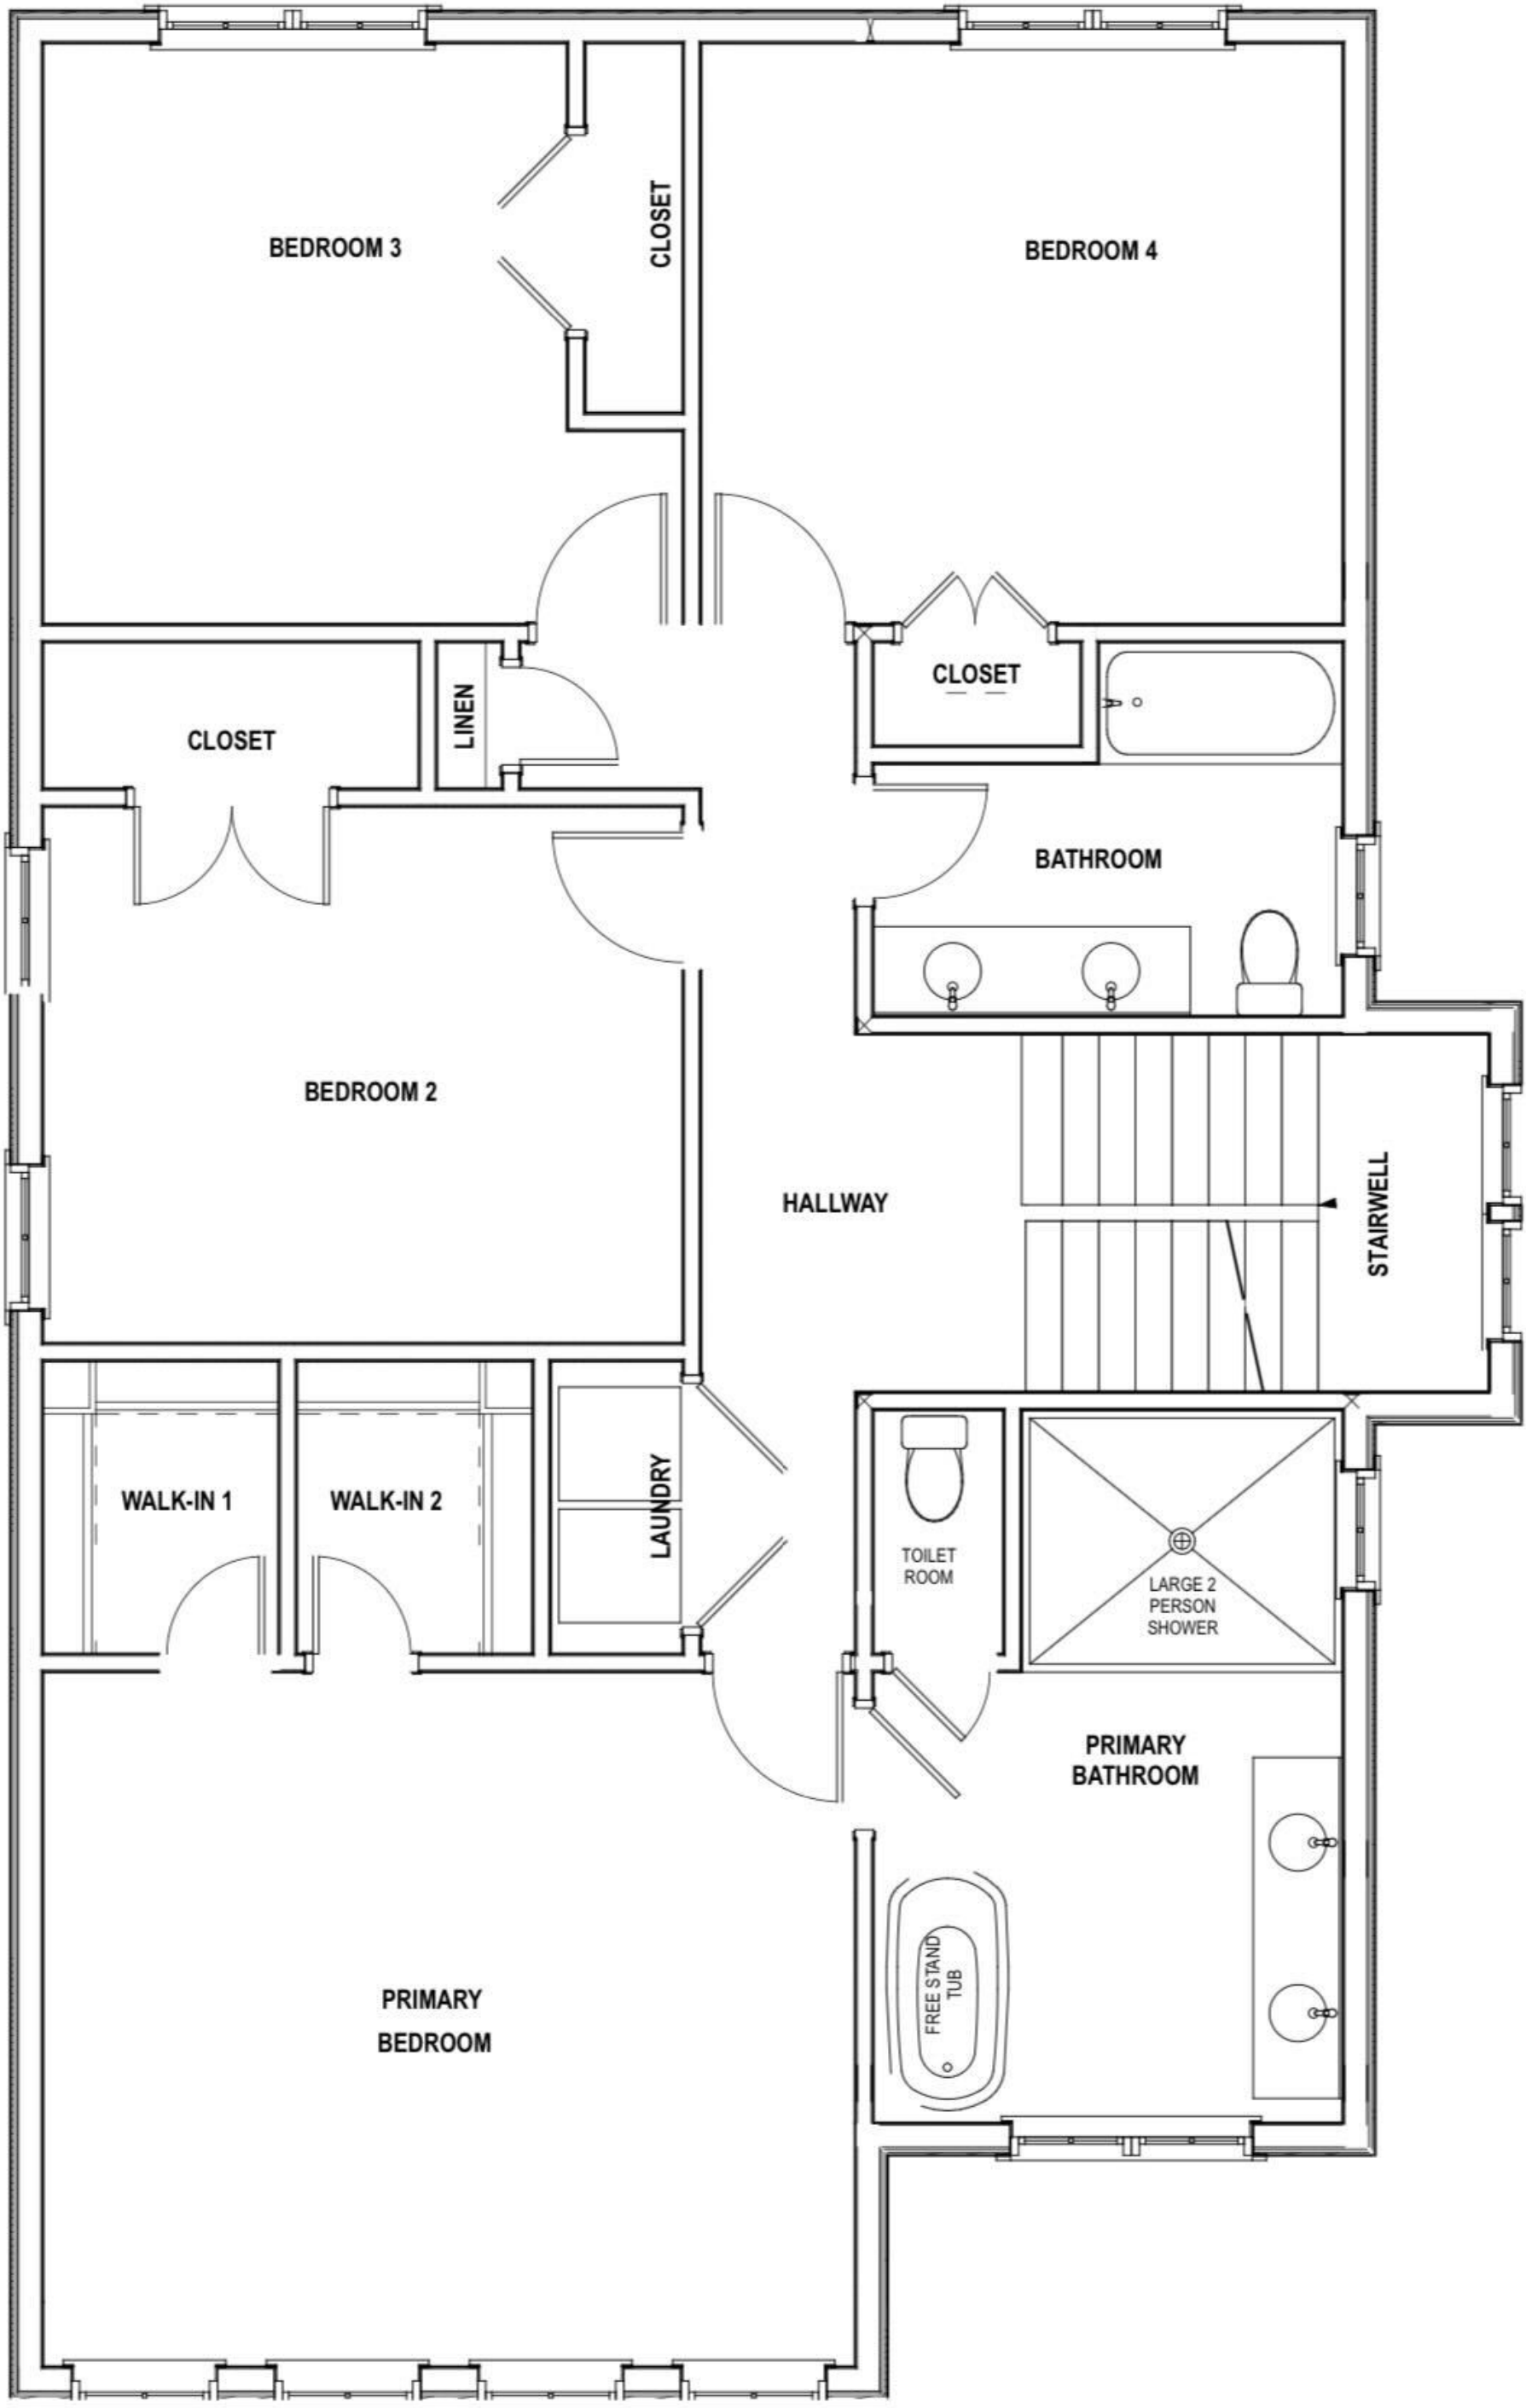 BEDROOM 3
CLOSET
BEDROOM 4
CLOSET
LINEN
CLOSET
BATHROOM
BEDROOM 2
HALLWAY
STAIRWELL
WALK-IN 1
WALK-IN 2
LAUNDRY
TOILET
ROOM
LARGE 2
PERSON
SHOWER
PRIMARY
BATHROOM
FREE STAND
TUB
PRIMARY
BEDROOM